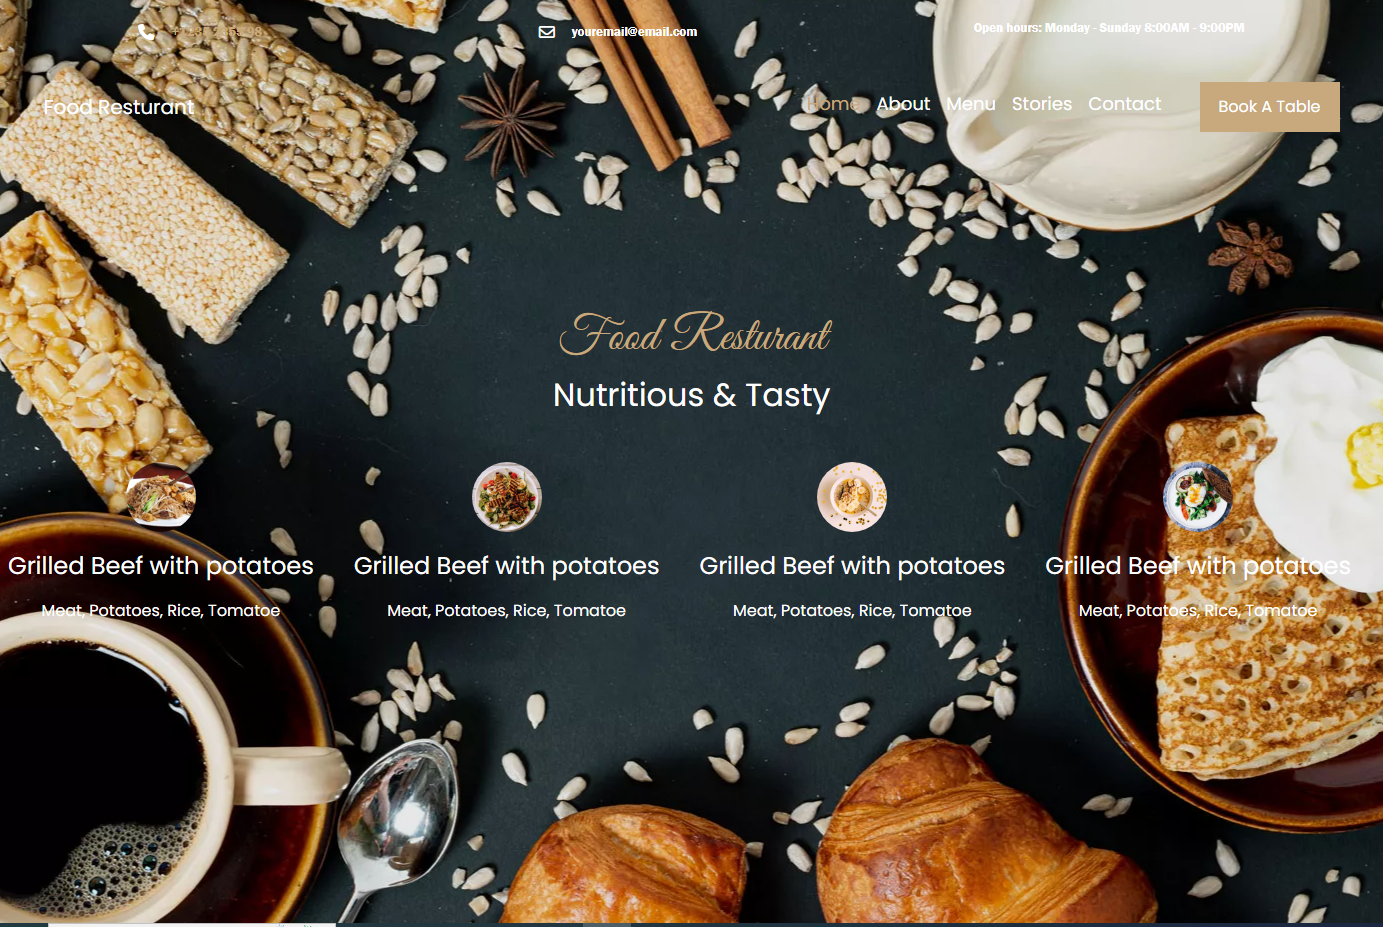 youremail@email.com
Open hours: Monday - Sunday 8:00AM - 9:00PM
Food Resturant
Home About Menu Stories Contact
Book A Table
Food Resturant
Nutritious & Tasty
Grilled Beef with potatoes
Meat, Potatoes, Rice, Tomatoe
Grilled Beef with potatoes
Meat, Potatoes, Rice, Tomatoe
Grilled Beef with potatoes
Meat, Potatoes, Rice, Tomatoe
Grilled Beef with potatoes
Meat, Potatoes, Rice, Tomatoe